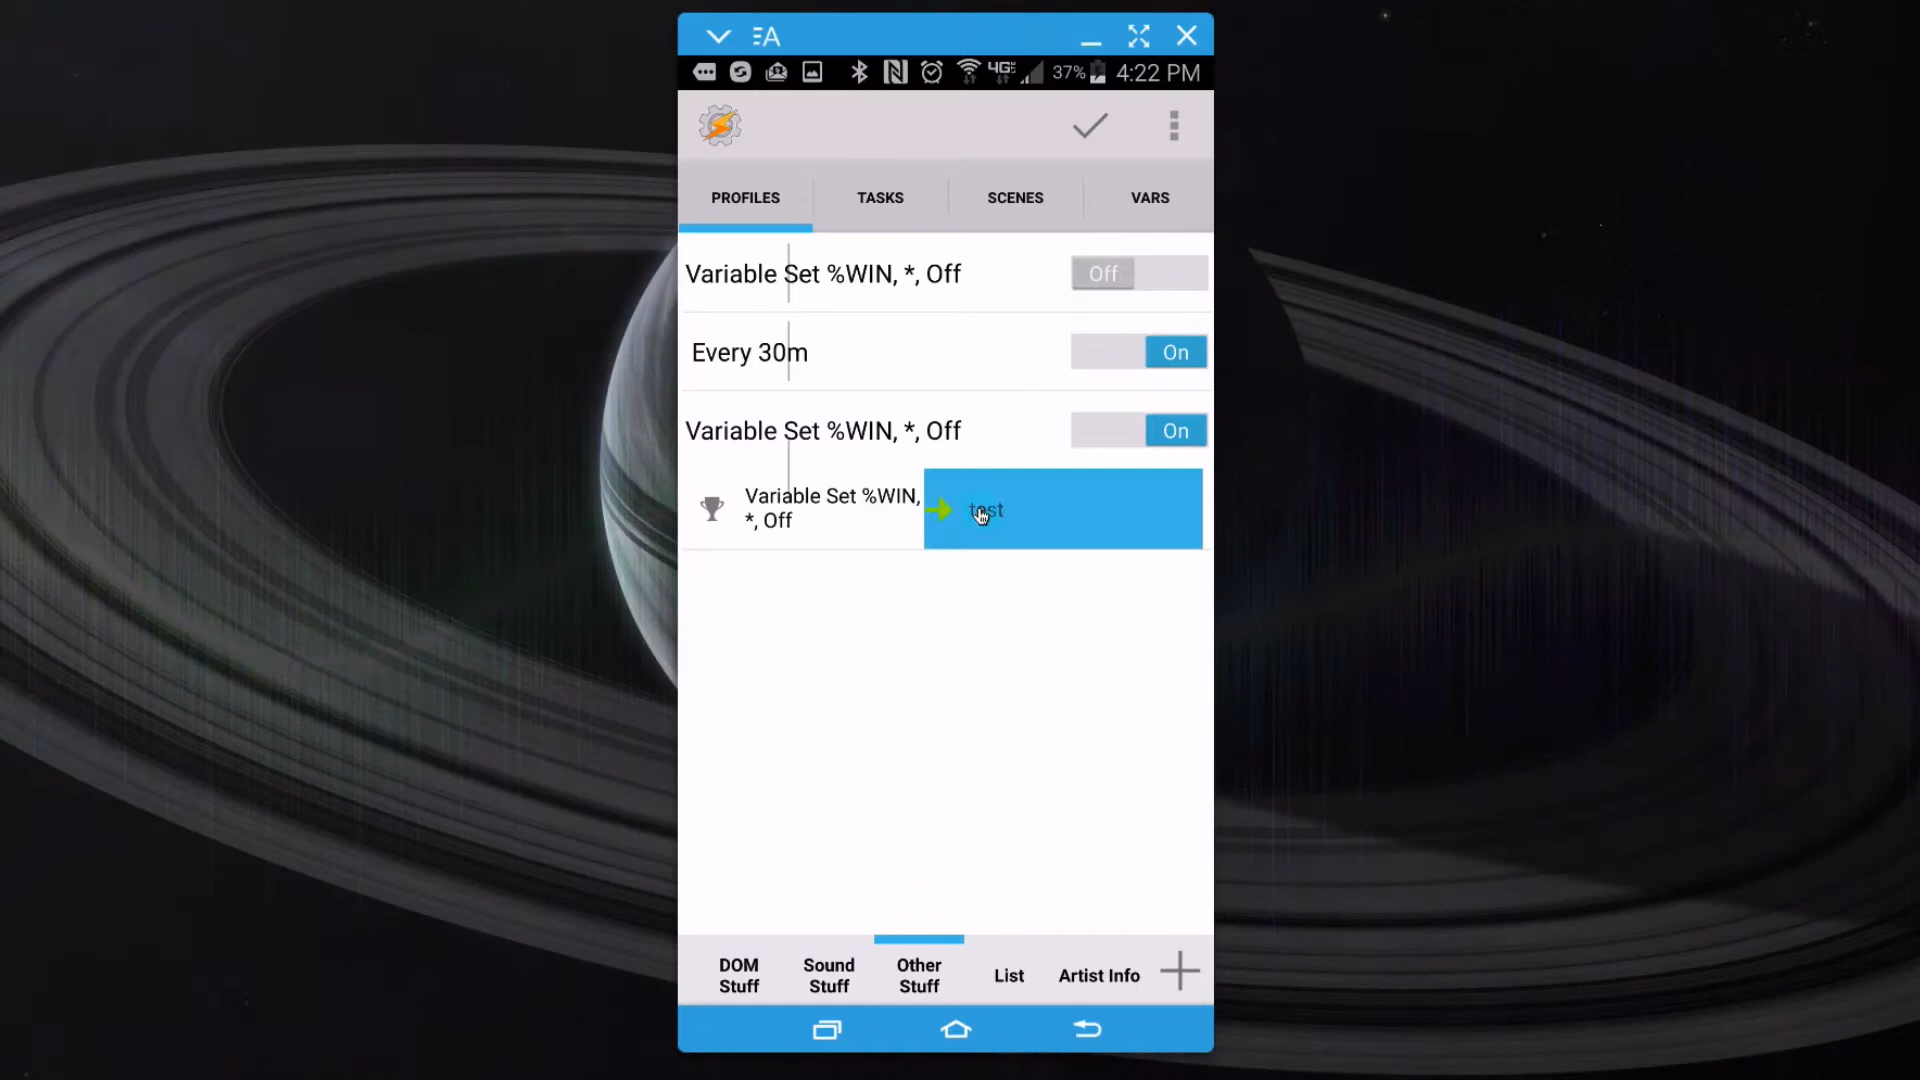 37% 4:22 PM
PROFILES TASKS SCENES VARS
Variable Set %WIN, *, Off Off
Every 30m On
Variable Set %WIN, *, Off On
Variable Set %WIN,
*, Off
test
DOM
Stuff
Sound
Stuff
Other
Stuff
List
Artist Info